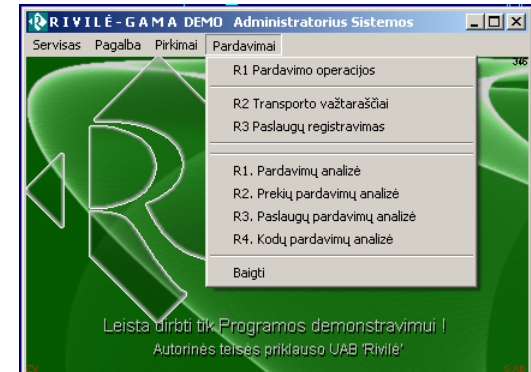 RIVILĖ-GAMA DEMO Administratorius Sistemos
Servisas Pagalba Pirkimai Pardavimai
346
R1 Pardavimo operacijos
R2 Transporto važtaraščiai
R3 Paslaugų registravimas
R1. Pardavimų analizė
R2. Prekių pardavimų analizė
R3. Paslaugų pardavimų analizė
R4. Kodų pardavimų analizė
Baigti
Leista dirbti tik Programos demonstravimui !
Autorinės teisės priklauso UAB 'Rivilė'